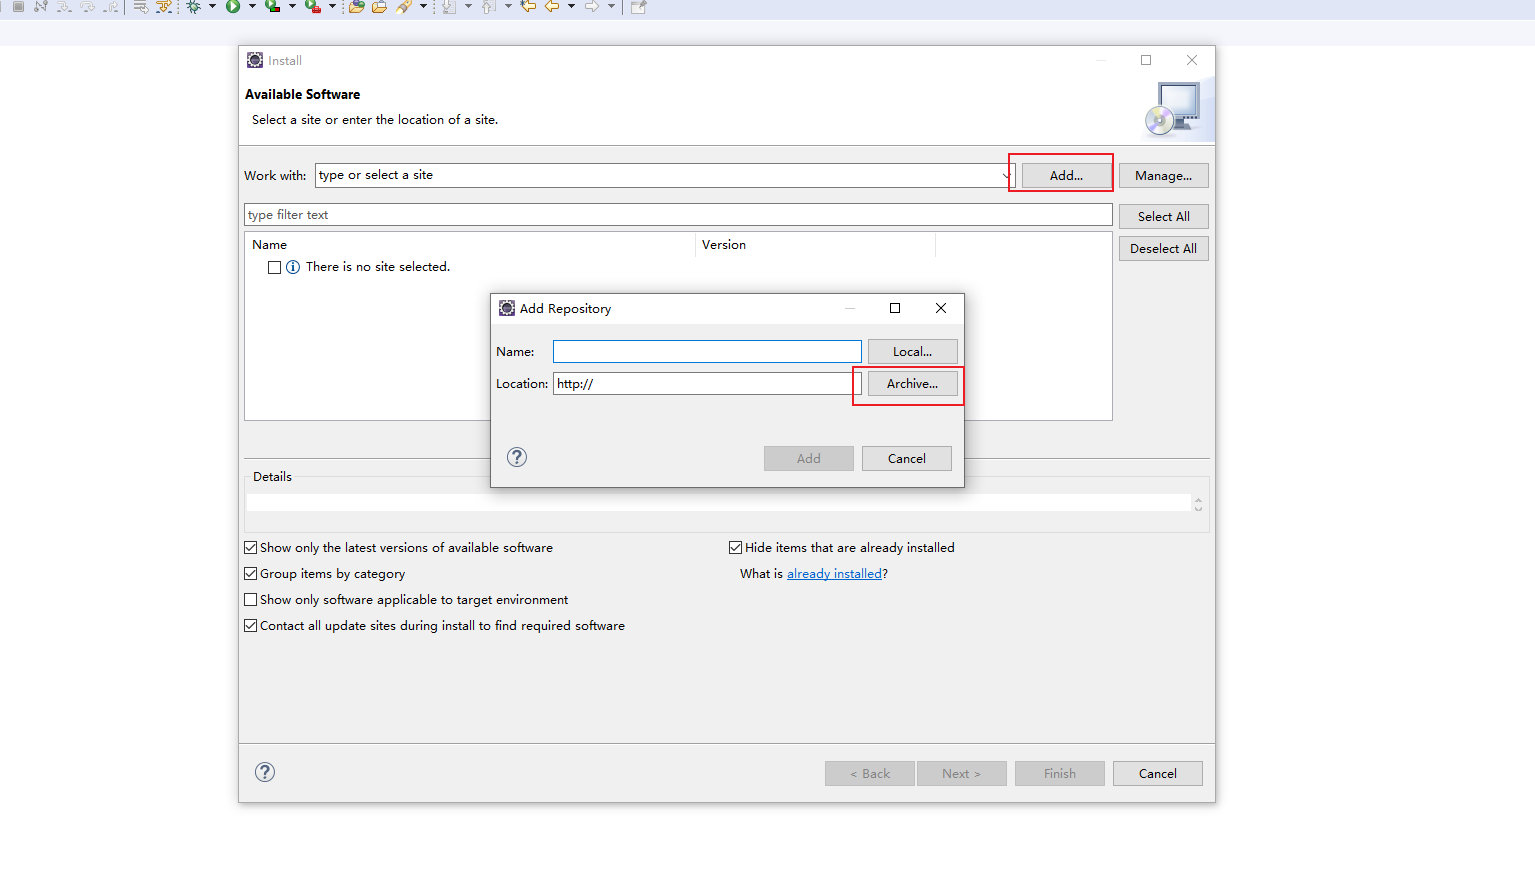 Install
Available Software
Select a site or enter the location of a site.
Work with: type or select a site Add... Manage...
type filter text Select All
Name Version Deselect All
There is no site selected.
Add Repository
Name: Local...
Location: http:// Archive...
Add Cancel
Details
Show only the latest versions of available software Hide items that are already installed
Group items by category What is already installed?
Show only software applicable to target environment
Contact all update sites during install to find required software
< Back Next > Finish Cancel